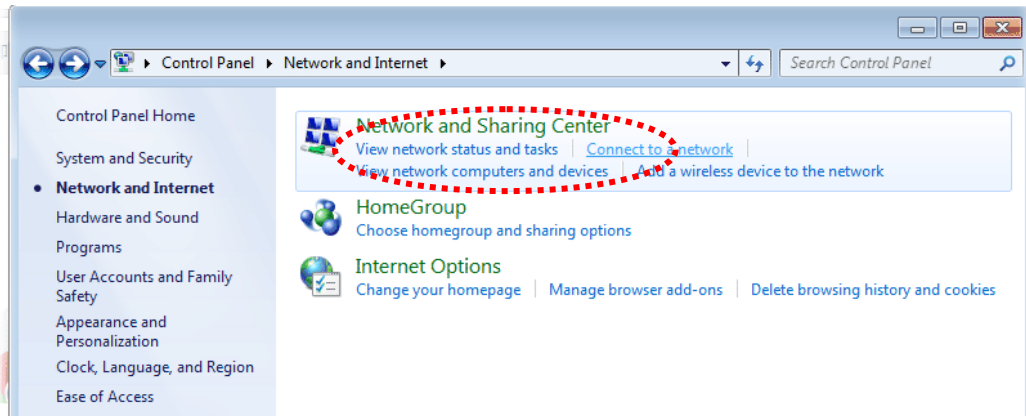 Control Panel Network and Internet Search Control Panel
Control Panel Home
System and Security
Network and Internet
Hardware and Sound
Programs
User Accounts and Family
Safety
Appearance and
Personalization
Clock, Language, and Region
Ease of Access
Network and Sharing Center
View network status and tasks Connect to a network
View network computers and devices Add a wireless device to the network
HomeGroup
Choose homegroup and sharing options
Internet Options
Change your homepage Manage browser add-ons Delete browsing history and cookies